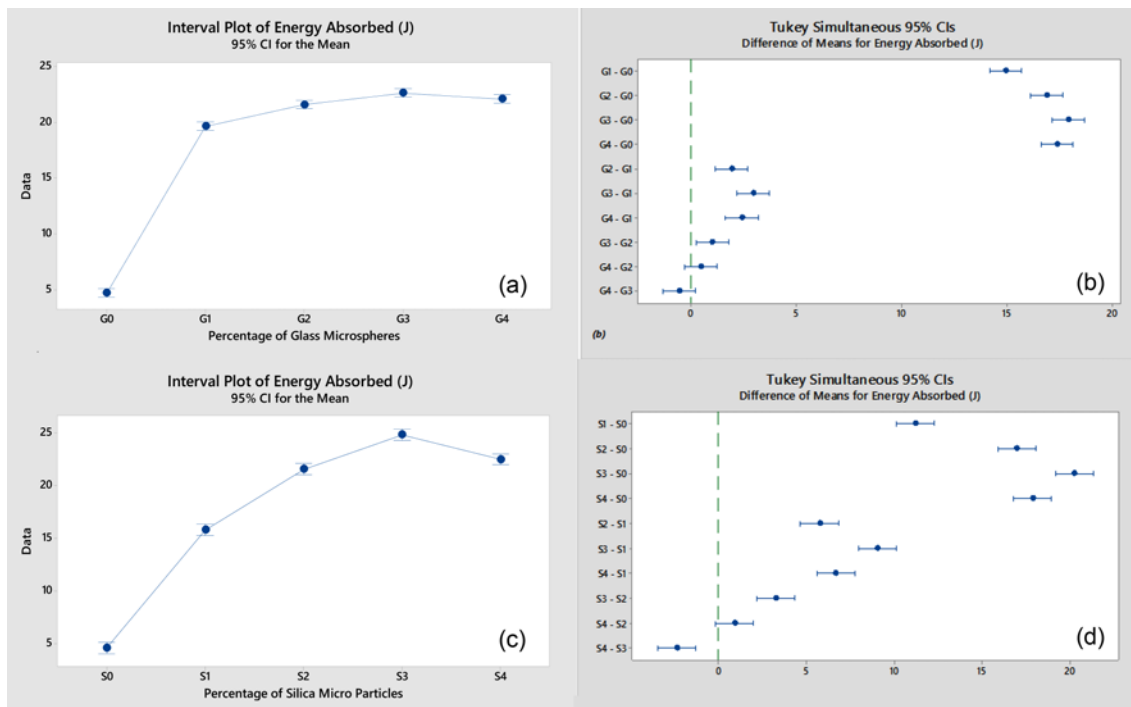 Interval Plot of Energy Absorbed (J)
95% CI for the Mean
25
20
15
10
5
Data
G0 G1 G2 G3 G4
Percentage of Glass Microspheres
(a)
Tukey Simultaneous 95% CIs
Difference of Means for Energy Absorbed (J)
G1 - G0
G2 - G0
G3 - G0
G4 - G0
G2 - G1
G3 - G1
G4 - G1
G3 - G2
G4 - G2
G4 - G3
0 5 10 15 20
(b)
(b)
Interval Plot of Energy Absorbed (J)
95% CI for the Mean
25
20
15
10
5
Data
S0 S1 S2 S3 S4
Percentage of Silica Micro Particles
(c)
Tukey Simultaneous 95% CIs
Difference of Means for Energy Absorbed (J)
S1 - S0
S2 - S0
S3 - S0
S4 - S0
S2 - S1
S3 - S1
S4 - S1
S3 - S2
S4 - S2
S4 - S3
0 5 10 15 20
(d)